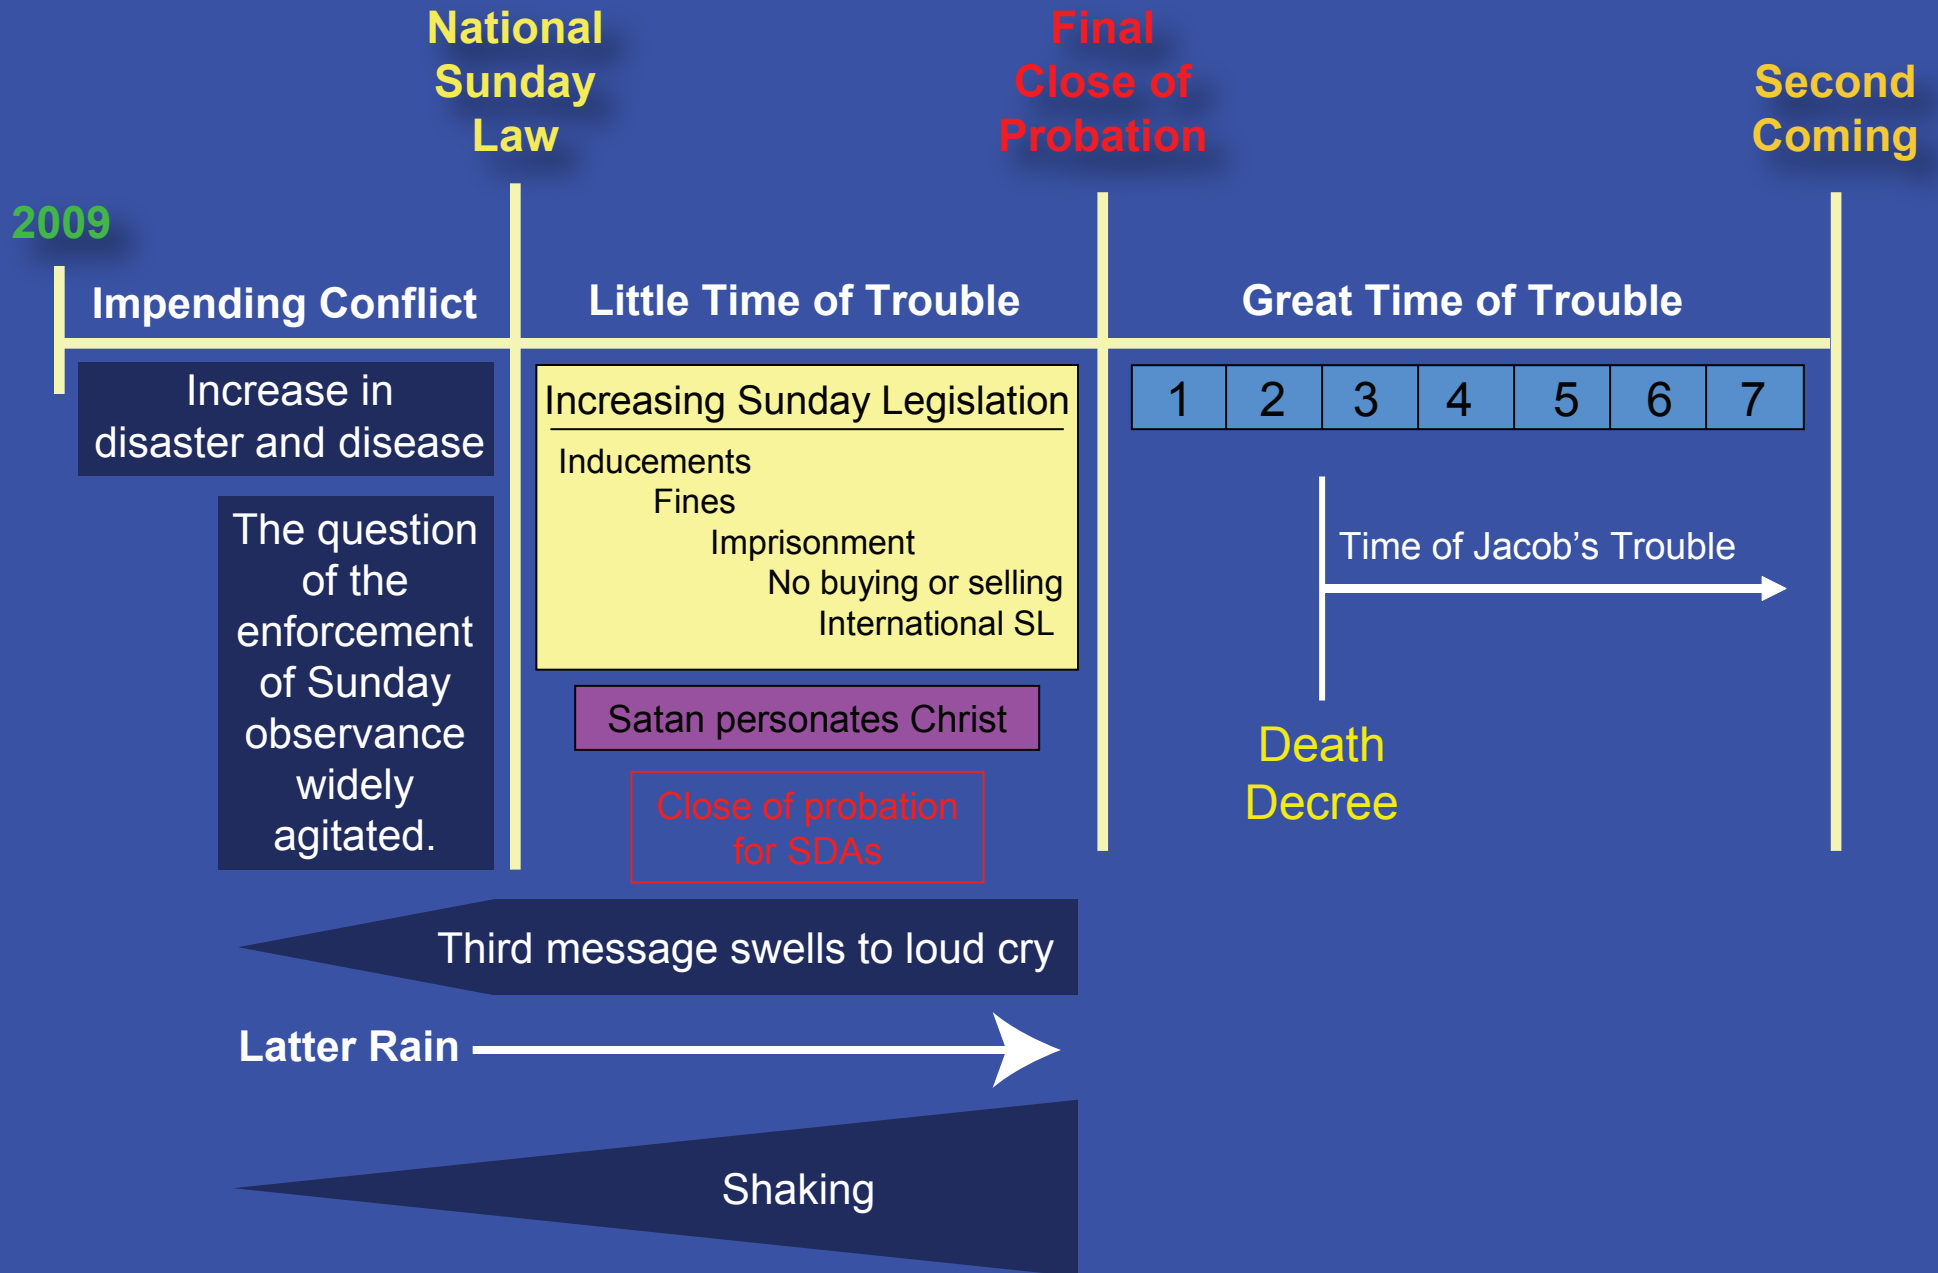 National
Sunday
Law
Final
Close of
Probation
Second
Coming
2009
Impending Conflict
Little Time of Trouble
Great Time of Trouble
Increase in
disaster and disease
The question
of the
enforcement
of Sunday
observance
widely
agitated.
Increasing Sunday Legislation
Inducements
Fines
Imprisonment
No buying or selling
International SL
Satan personates Christ
Close of probation
for SDAs
1 2 3 4 5 6 7
Time of Jacob's Trouble
Death
Decree
Third message swells to loud cry
Latter Rain
Shaking